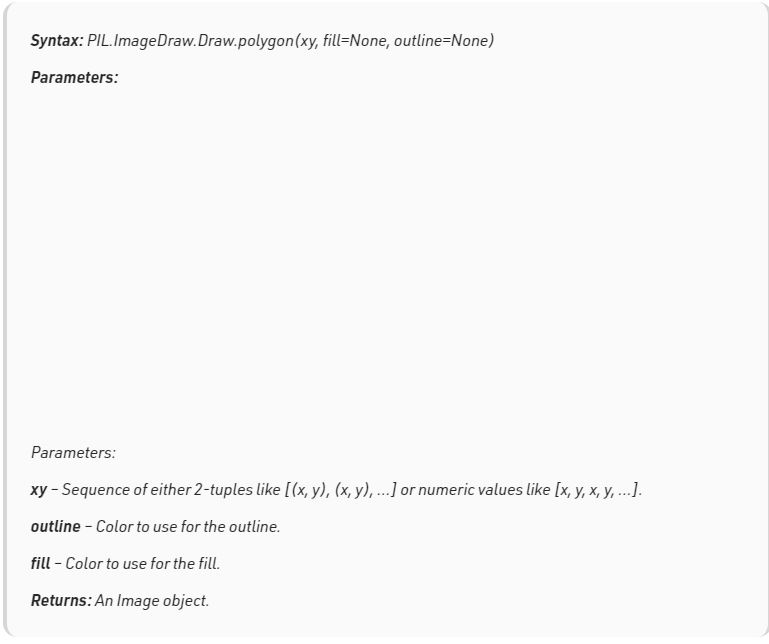 Syntax: PIL.ImageDraw.Draw.polygon(xy, fill=None, outline=None)
Parameters:
Parameters:
xy – Sequence of either 2-tuples like [(x, y), (x, y), …] or numeric values like [x, y, x, y, …].
outline – Color to use for the outline.
fill – Color to use for the fill.
Returns: An Image object.